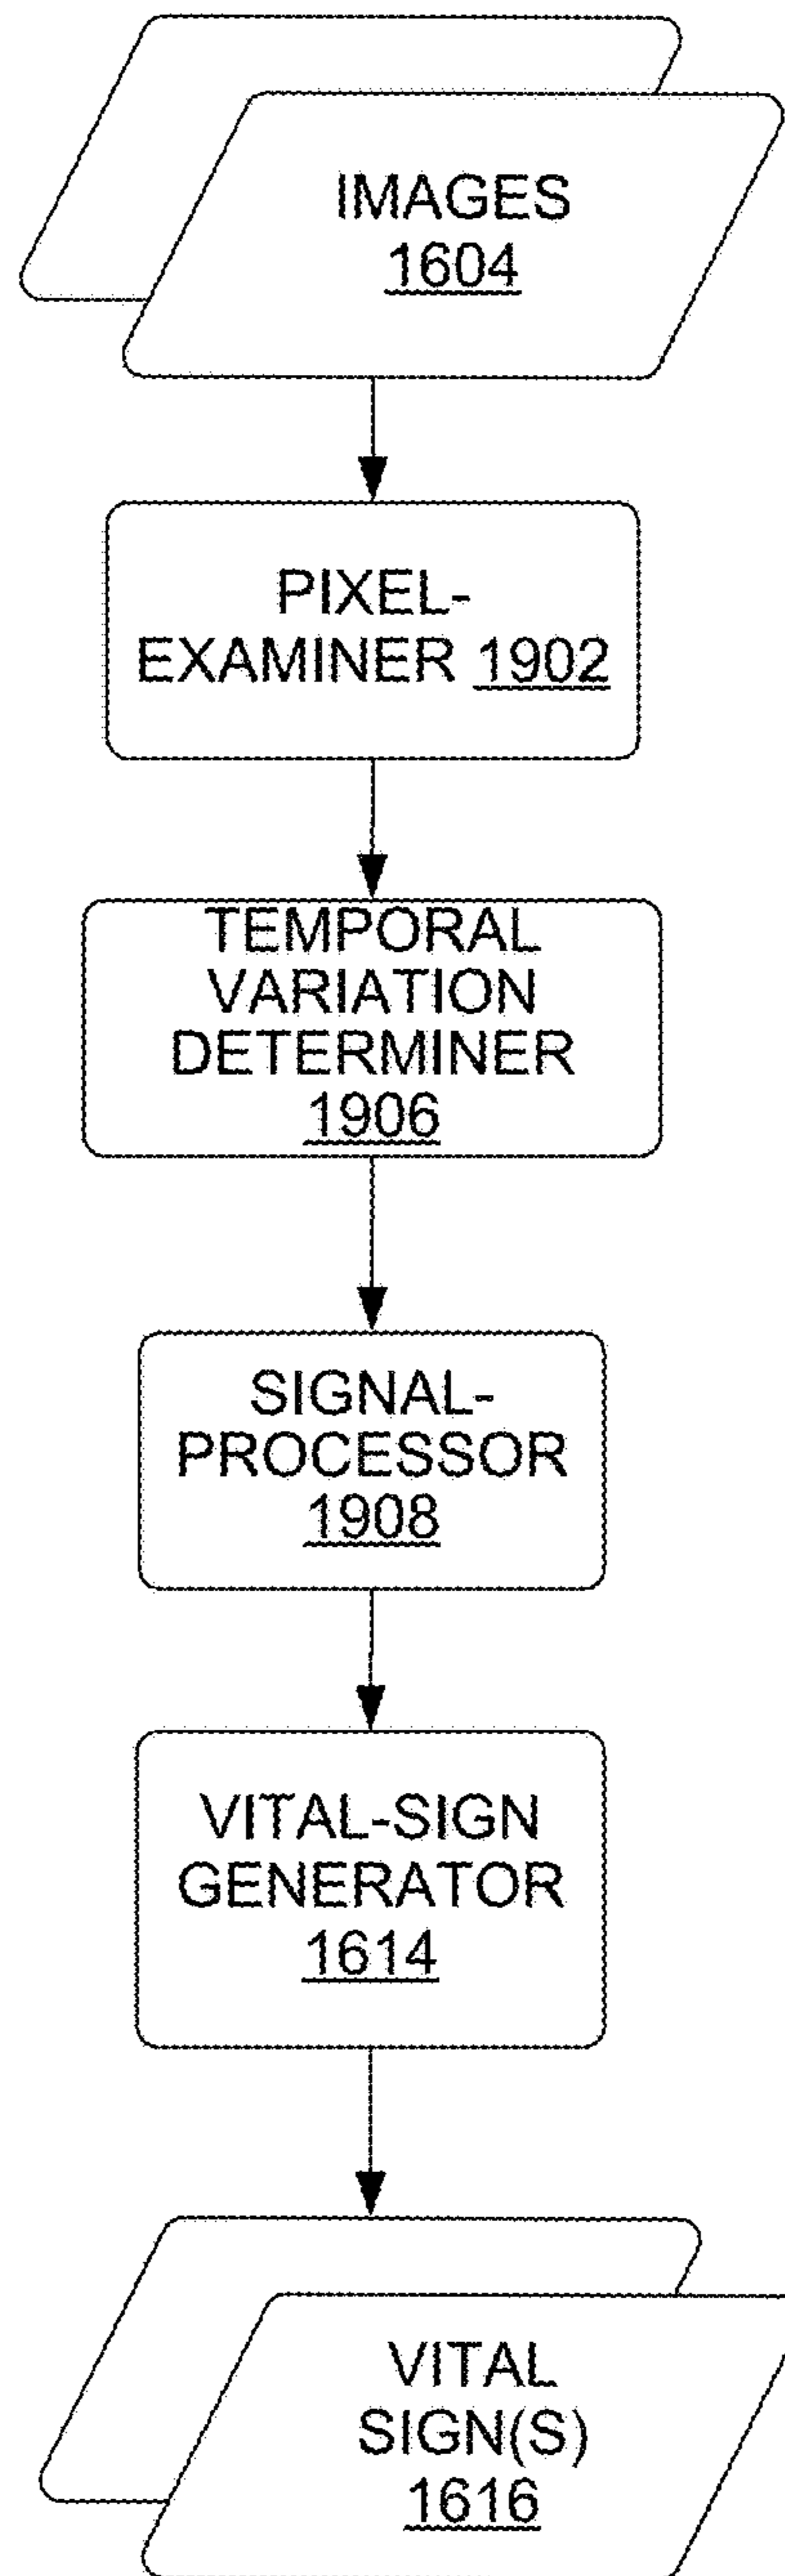 IMAGES
1604
PIXEL-
EXAMINER 1902
TEMPORAL
VARIATION
DETERMINER
1906
SIGNAL-
PROCESSOR
1908
VITAL-SIGN
GENERATOR
1614
VITAL
SIGN(S)
1616